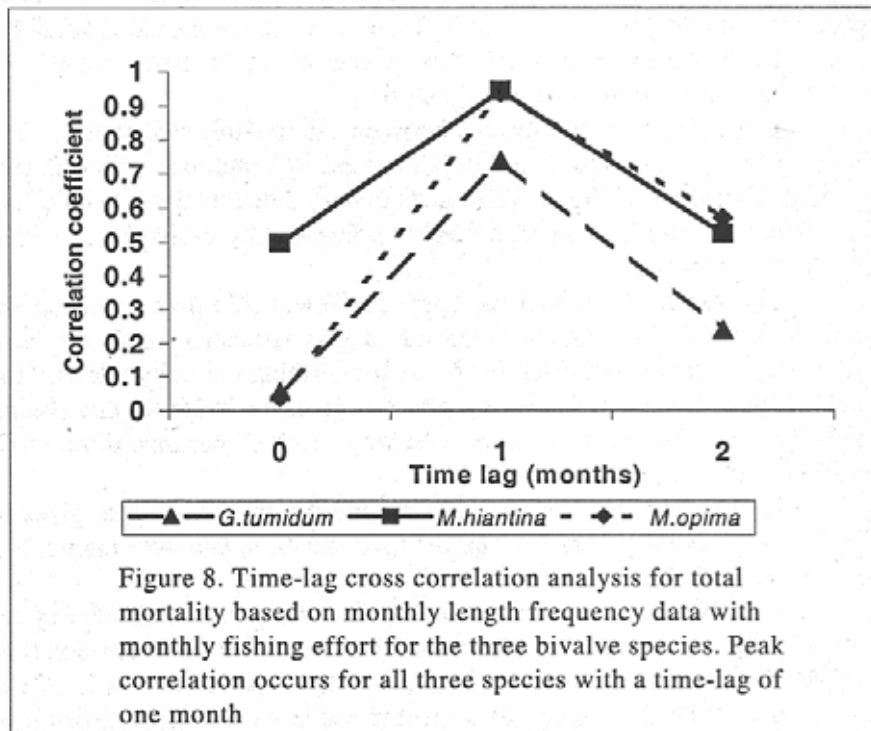 1
0.9
0.8
0.7
0.6
0.5
0.4
0.3
0.2
0.1
0
Correlation coefficient
0 1 2
Time lag (months)
G.tumidum M.hiantina M.opima
Figure 8. Time-lag cross correlation analysis for total
mortality based on monthly length frequency data with
monthly fishing effort for the three bivalve species. Peak
correlation occurs for all three species with a time-lag of
one month